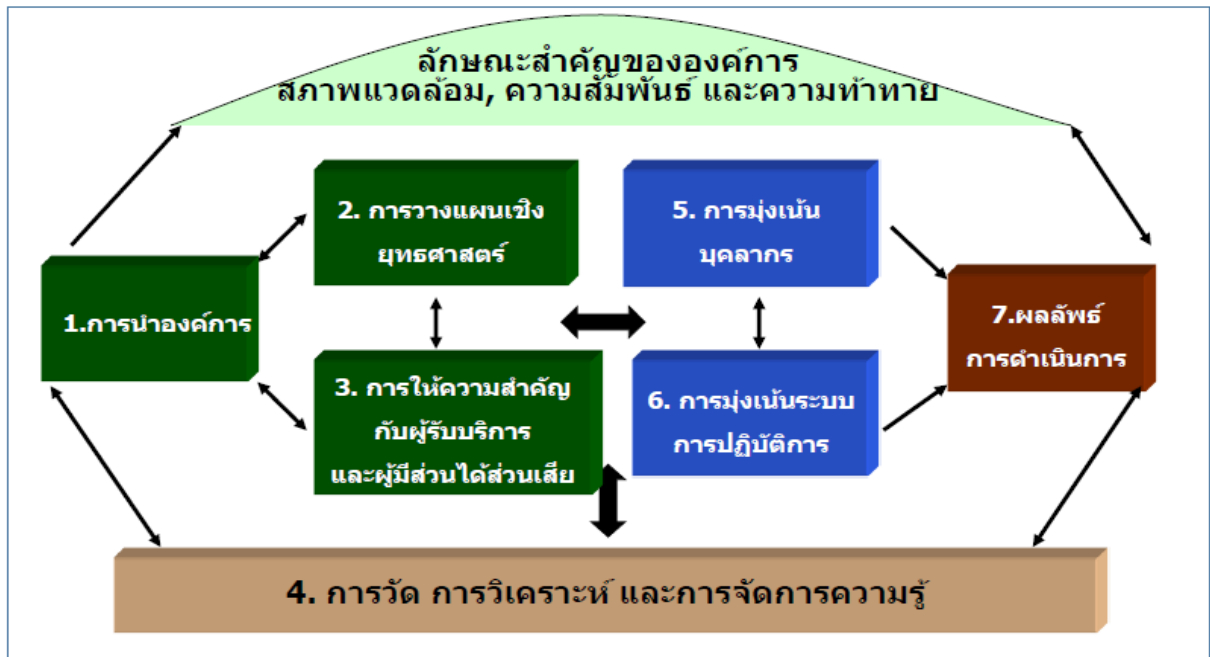 ลักษณะสำคัญขององค์การ
สภาพแวดล้อม, ความสัมพันธ์ และความท้าทาย
1.การนำองค์การ
2. การวางแผนเชิง
ยุทธศาสตร์
3. การให้ความสำคัญ
กับผู้รับบริการ
และผู้มีส่วนได้ส่วนเสีย
5. การมุ่งเน้น
บุคลากร
6. การมุ่งเน้นระบบ
การปฏิบัติการ
7.ผลลัพธ์
การดำเนินการ
4. การวัด การวิเคราะห์ และการจัดการความรู้